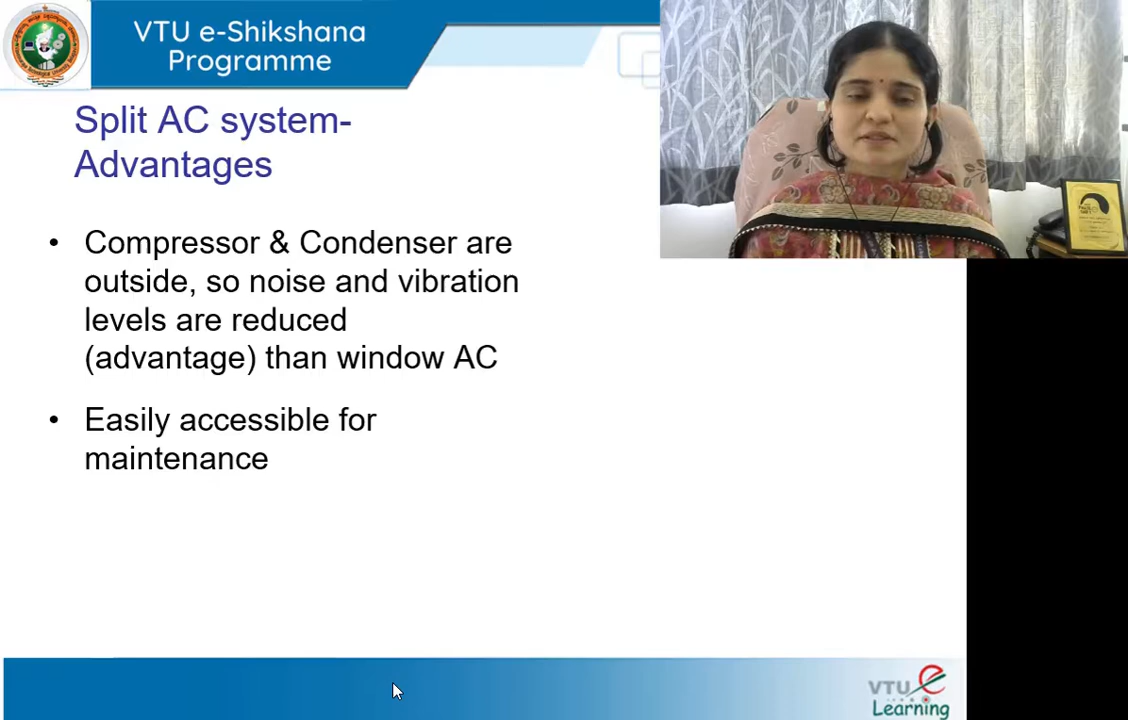 VTU e-Shikshana
Programme
Split AC system-
Advantages
• Compressor & Condenser are
outside, so noise and vibration
levels are reduced
(advantage) than window AC
• Easily accessible for
maintenance
VTU e
Learning